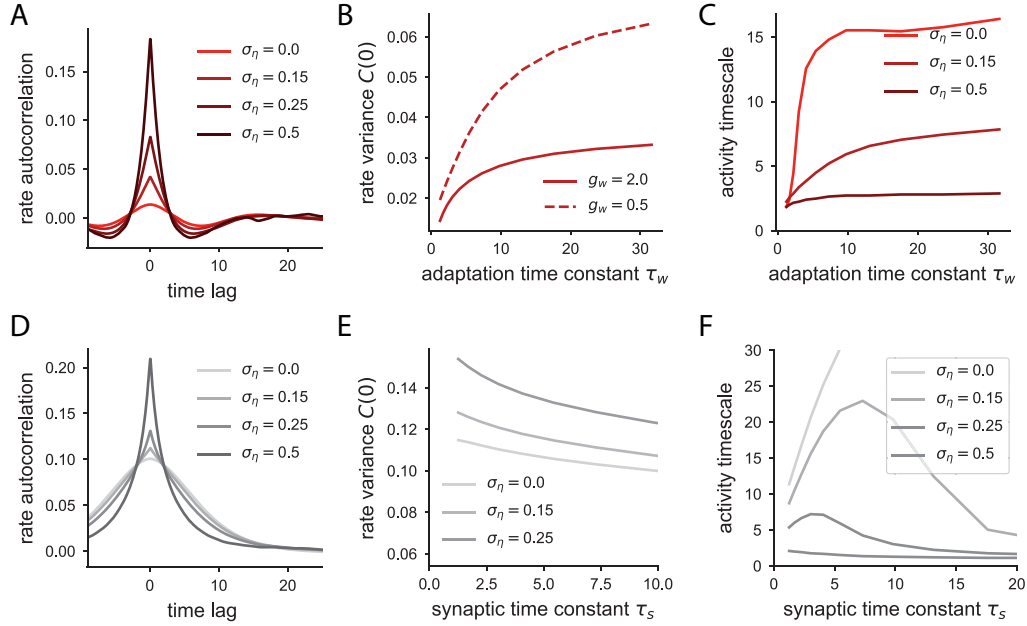 A
rate autocorrelation
0.15
0.10
0.05
0.00
0
20
time lag
σ_η = 0.0
σ_η = 0.15
σ_η = 0.25
σ_η = 0.5
B
rate variance C(0)
0.06
0.05
0.04
0.03
0.02
0
10
20
30
adaptation time constant τ_w
g_w = 2.0
g_w = 0.5
C
activity timescale
15
10
5
0
0
10
20
30
adaptation time constant τ_w
σ_η = 0.0
σ_η = 0.15
σ_η = 0.5
D
rate autocorrelation
0.20
0.15
0.10
0.05
0.00
0
20
time lag
σ_η = 0.0
σ_η = 0.15
σ_η = 0.25
σ_η = 0.5
E
rate variance C(0)
0.14
0.12
0.10
0.08
0.06
0.0
2.5
5.0
7.5
10.0
synaptic time constant τ_s
σ_η = 0.0
σ_η = 0.15
σ_η = 0.25
F
activity timescale
30
25
20
15
10
5
0
0
5
10
15
20
synaptic time constant τ_s
σ_η = 0.0
σ_η = 0.15
σ_η = 0.25
σ_η = 0.5